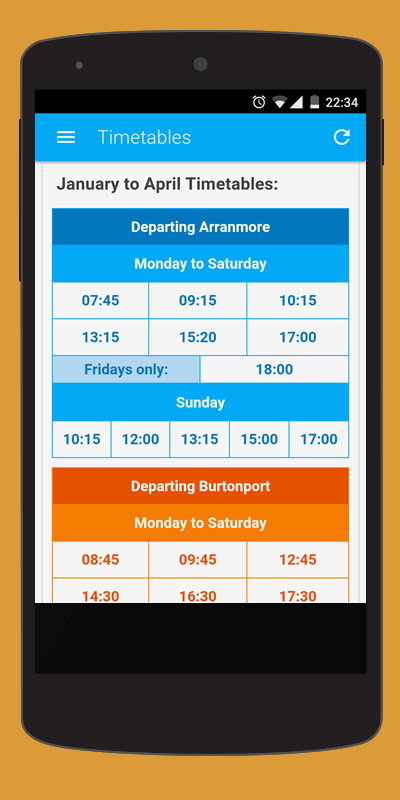 22:34
Timetables
January to April Timetables:
Departing Arranmore
Monday to Saturday
07:45 09:15 10:15
13:15 15:20 17:00
Fridays only: 18:00
Sunday
10:15 12:00 13:15 15:00 17:00
Departing Burtonport
Monday to Saturday
08:45 09:45 12:45
14:30 16:30 17:30